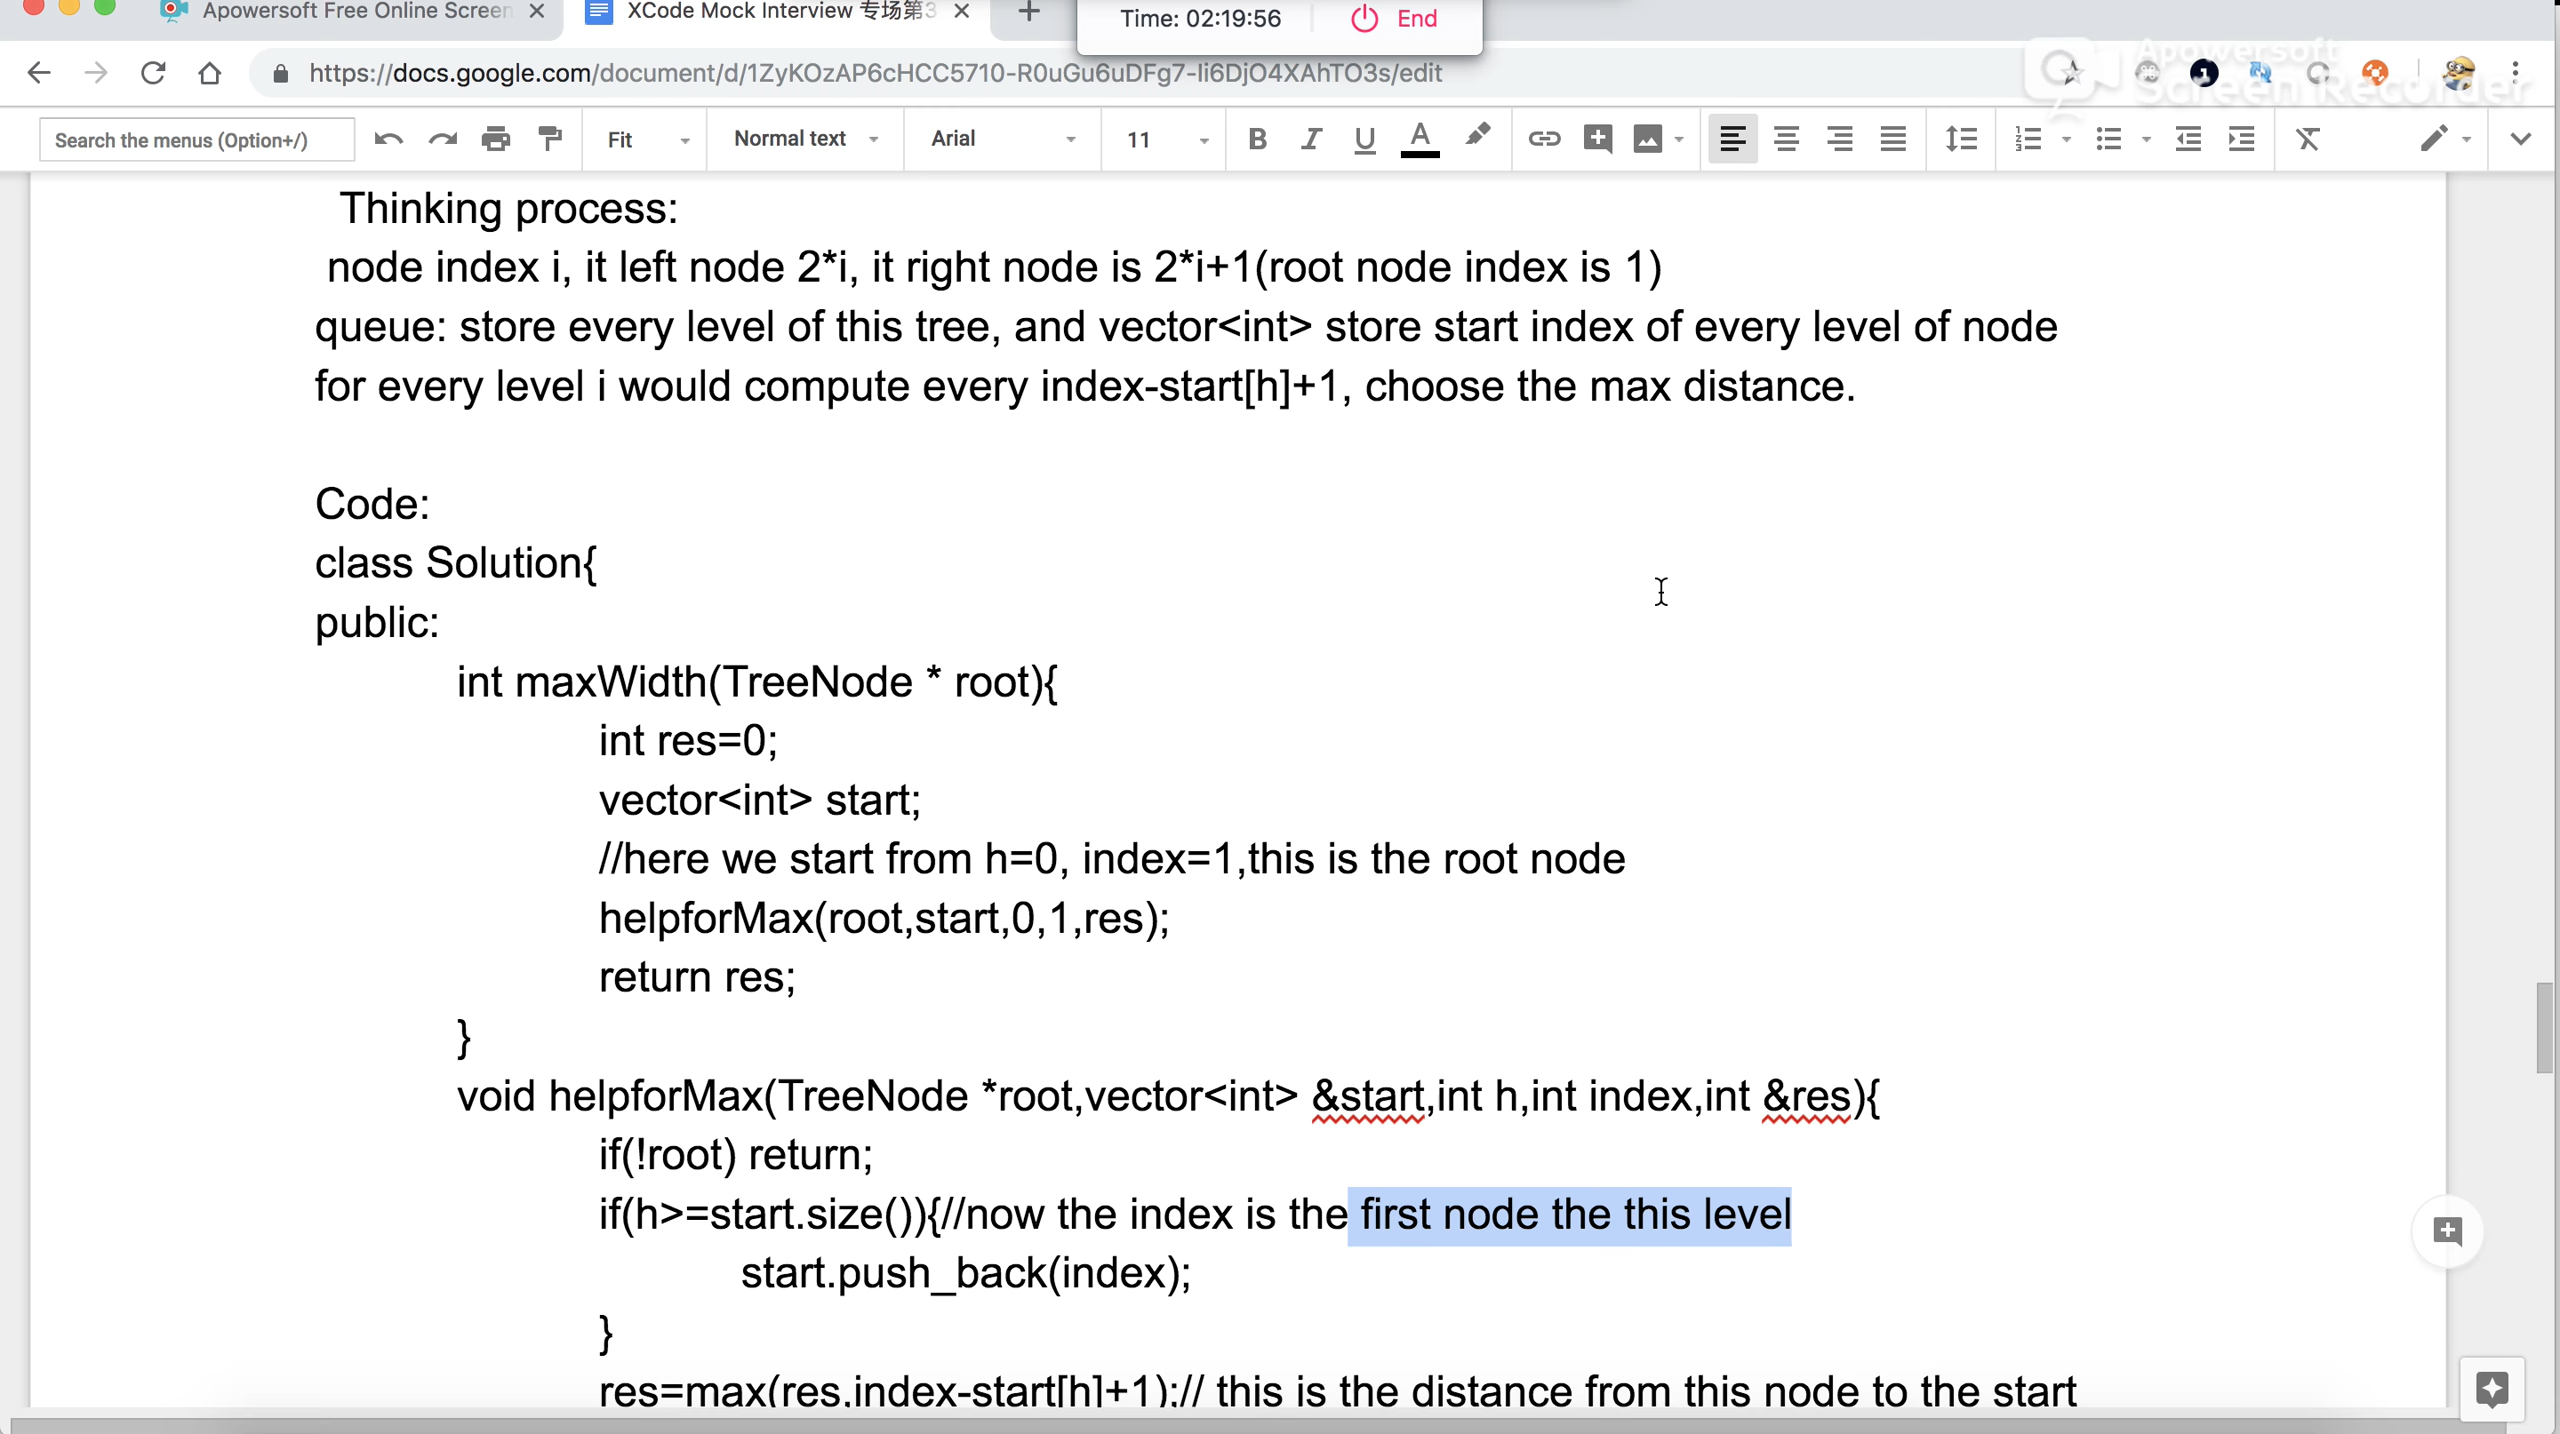 Apowersoft Free Online Screen
XCode Mock Interview 专场第3
Time: 02:19:56
End
https://docs.google.com/document/d/1ZyKOzAP6cHCC5710-R0uGu6uDFg7-li6DjO4XAhTO3s/edit
Apowersoft
Screen Recorder
Search the menus (Option+/)
Fit
Normal text
Arial
11
Thinking process:
node index i, it left node 2*i, it right node is 2*i+1(root node index is 1)
queue: store every level of this tree, and vector<int> store start index of every level of node
for every level i would compute every index-start[h]+1, choose the max distance.
Code:
class Solution{
public:
int maxWidth(TreeNode * root){
int res=0;
vector<int> start;
//here we start from h=0, index=1,this is the root node
helpforMax(root,start,0,1,res);
return res;
}
void helpforMax(TreeNode *root,vector<int> &start,int h,int index,int &res){
if(!root) return;
if(h>=start.size()){//now the index is the first node the this level
start.push_back(index);
}
res=max(res,index-start[h]+1);// this is the distance from this node to the start